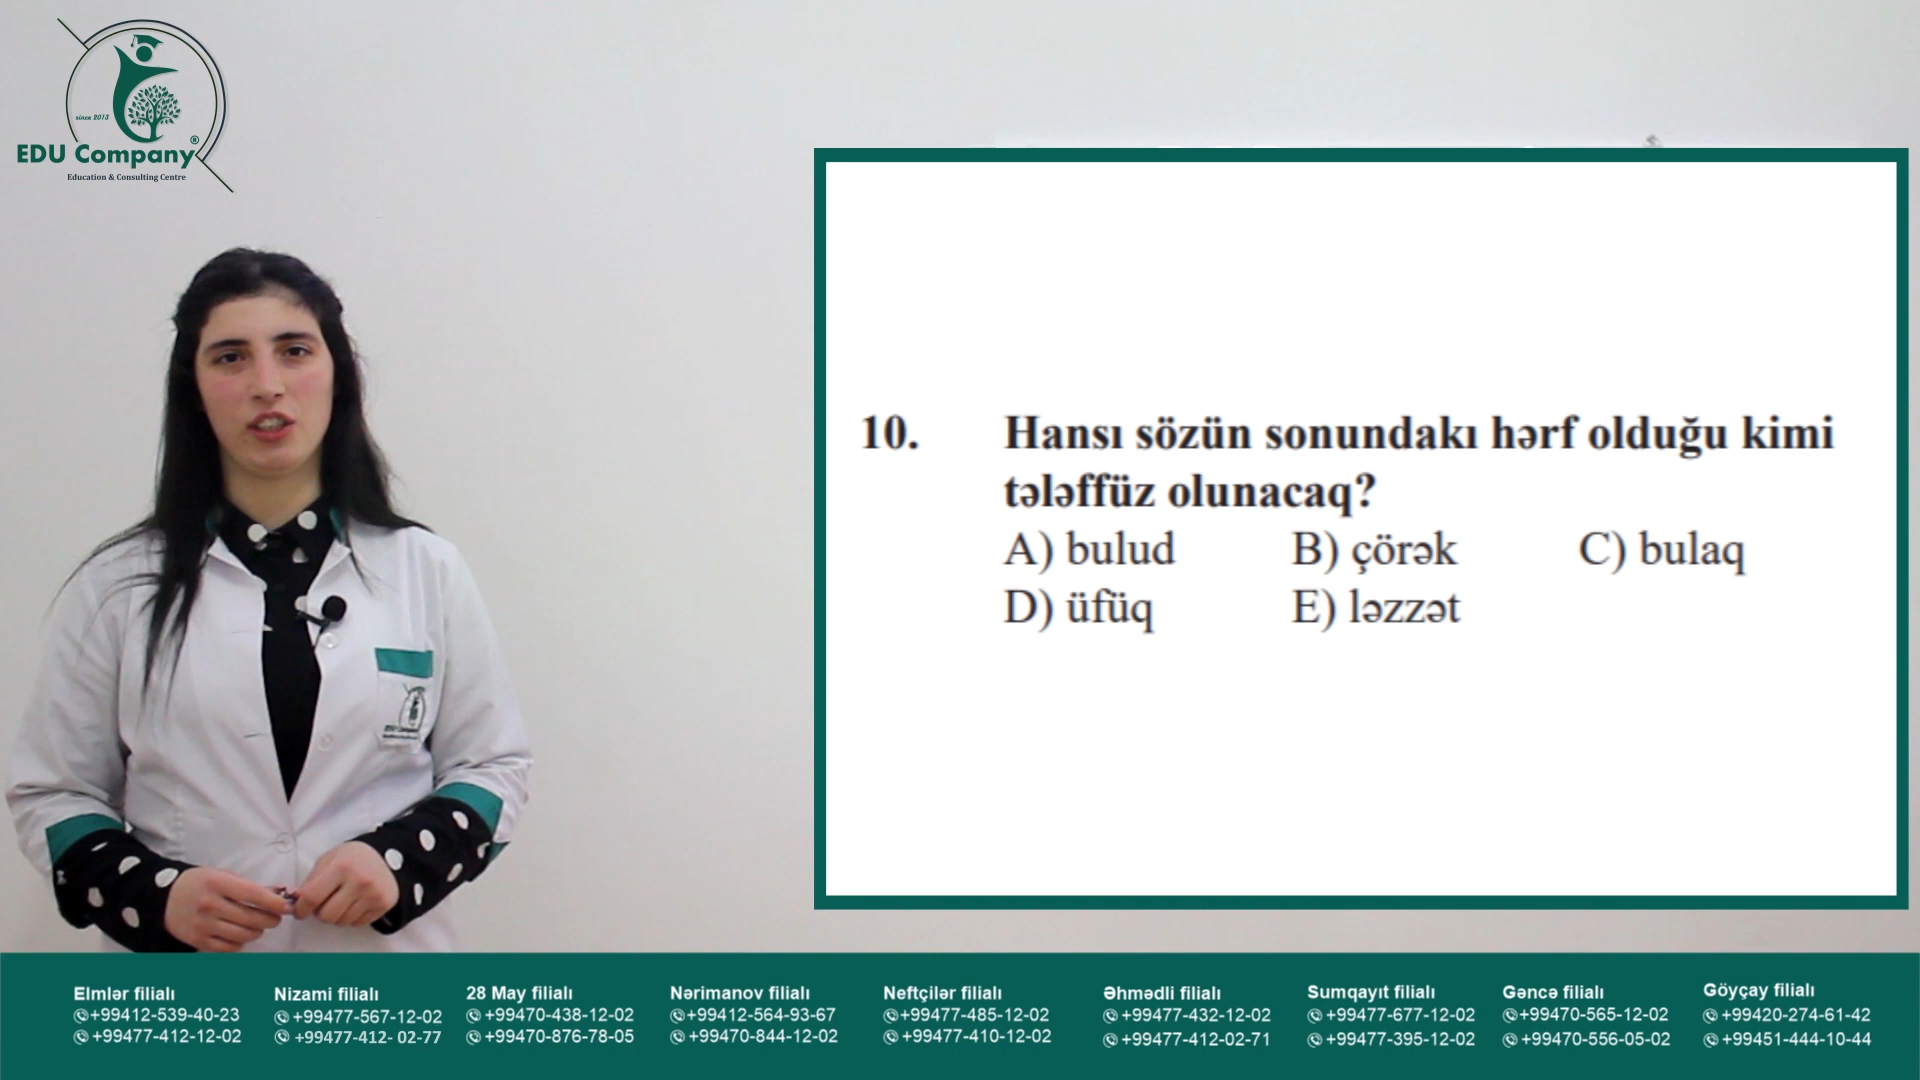 since 2013
EDU Company®
Education & Consulting Centre
10. Hansı sözün sonundakı hərf olduğu kimi
tələffüz olunacaq?
A) bulud B) çörək C) bulaq
D) üfüq E) ləzzət
EDU Company
Elmlər filialı
+99412-539-40-23
+99477-412-12-02
Nizami filialı
+99477-567-12-02
+99477-412- 02-77
28 May filialı
+99470-438-12-02
+99470-876-78-05
Nərimanov filialı
+99412-564-93-67
+99470-844-12-02
Neftçilər filialı
+99477-485-12-02
+99477-410-12-02
Əhmədli filialı
+99477-432-12-02
+99477-412-02-71
Sumqayıt filialı
+99477-677-12-02
+99477-395-12-02
Gəncə filialı
+99470-565-12-02
+99470-556-05-02
Göyçay filialı
+99420-274-61-42
+99451-444-10-44